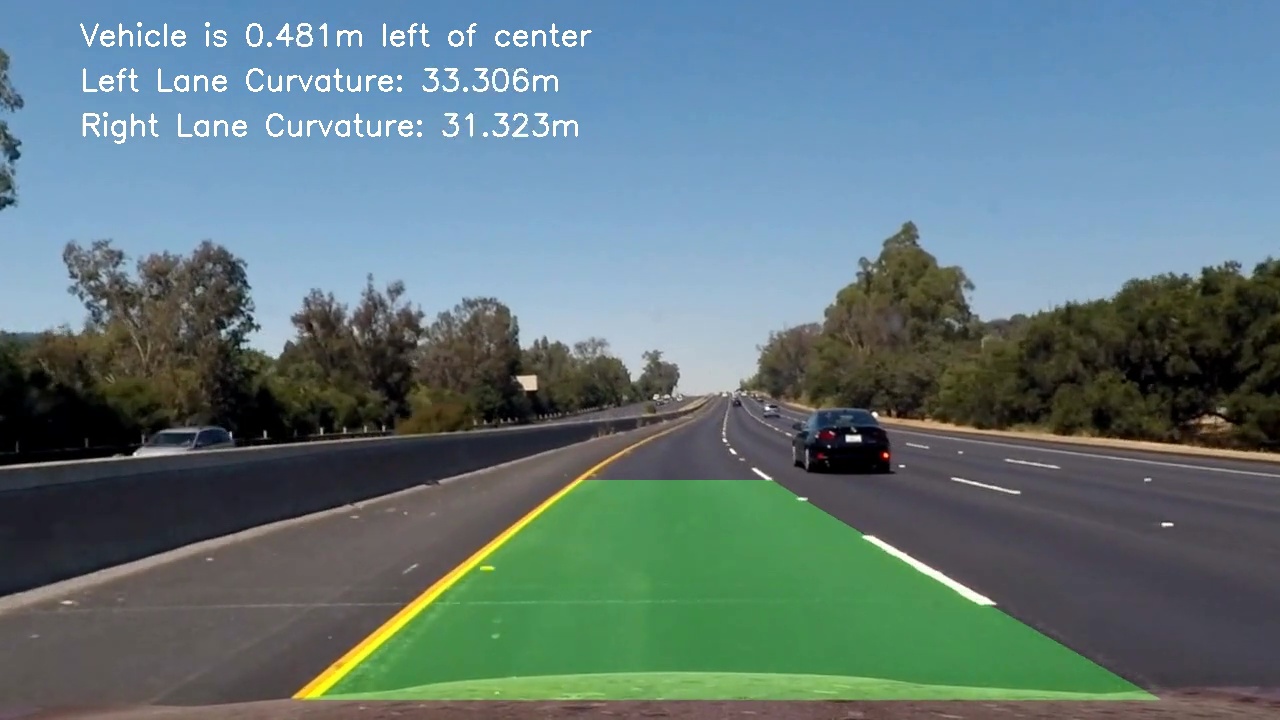 Vehicle is 0.481m left of center
Left Lane Curvature: 33.306m
Right Lane Curvature: 31.323m